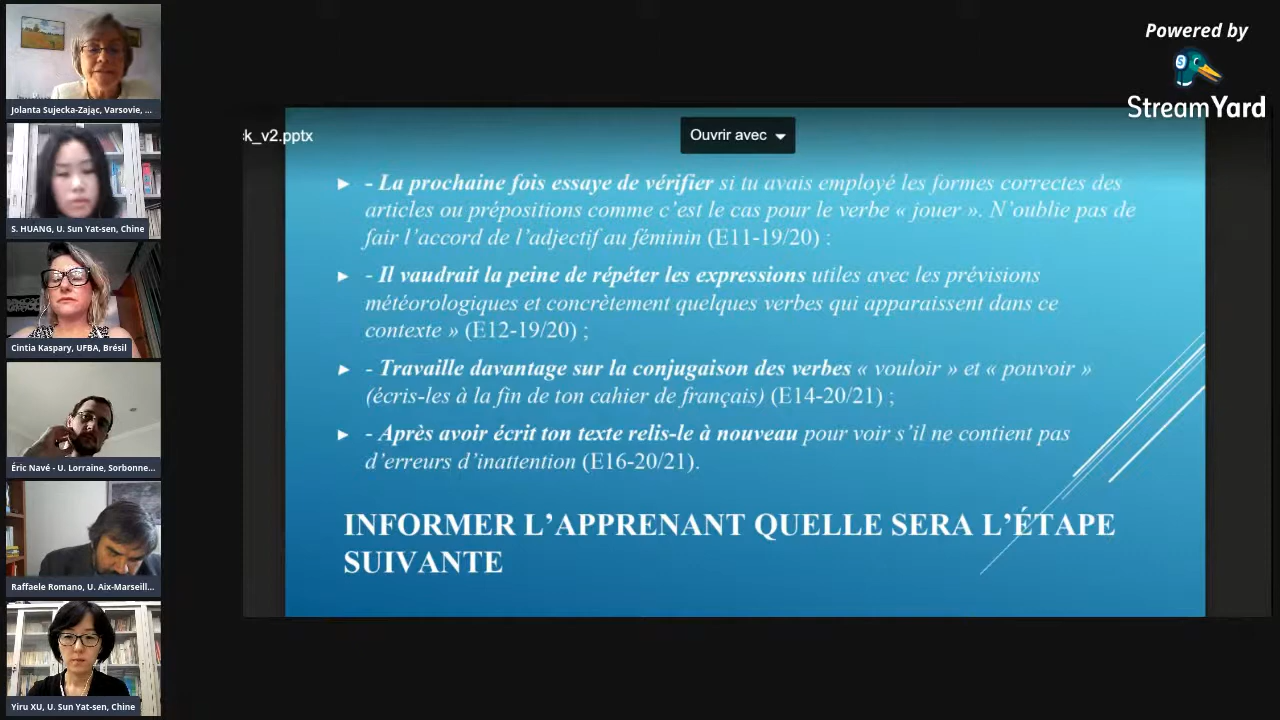 Powered by
StreamYard
Jolanta Sujecka-Zając, Varsovie, ...
S. HUANG, U. Sun Yat-sen, Chine
Cintia Kaspary, UFBA, Brésil
Éric Navé - U. Lorraine, Sorbonne...
Raffaele Romano, U. Aix-Marseill...
Yiru XU, U. Sun Yat-sen, Chine
k_v2.pptx
Ouvrir avec
- La prochaine fois essaye de vérifier si tu avais employé les formes correctes des
articles ou prépositions comme c’est le cas pour le verbe « jouer ». N’oublie pas de
fair l’accord de l’adjectif au féminin (E11-19/20) :
- Il vaudrait la peine de répéter les expressions utiles avec les prévisions
météorologiques et concrètement quelques verbes qui apparaissent dans ce
contexte » (E12-19/20) ;
- Travaille davantage sur la conjugaison des verbes « vouloir » et « pouvoir »
(écris-les à la fin de ton cahier de français) (E14-20/21) ;
- Après avoir écrit ton texte relis-le à nouveau pour voir s’il ne contient pas
d’erreurs d’inattention (E16-20/21).
INFORMER L’APPRENANT QUELLE SERA L’ÉTAPE
SUIVANTE